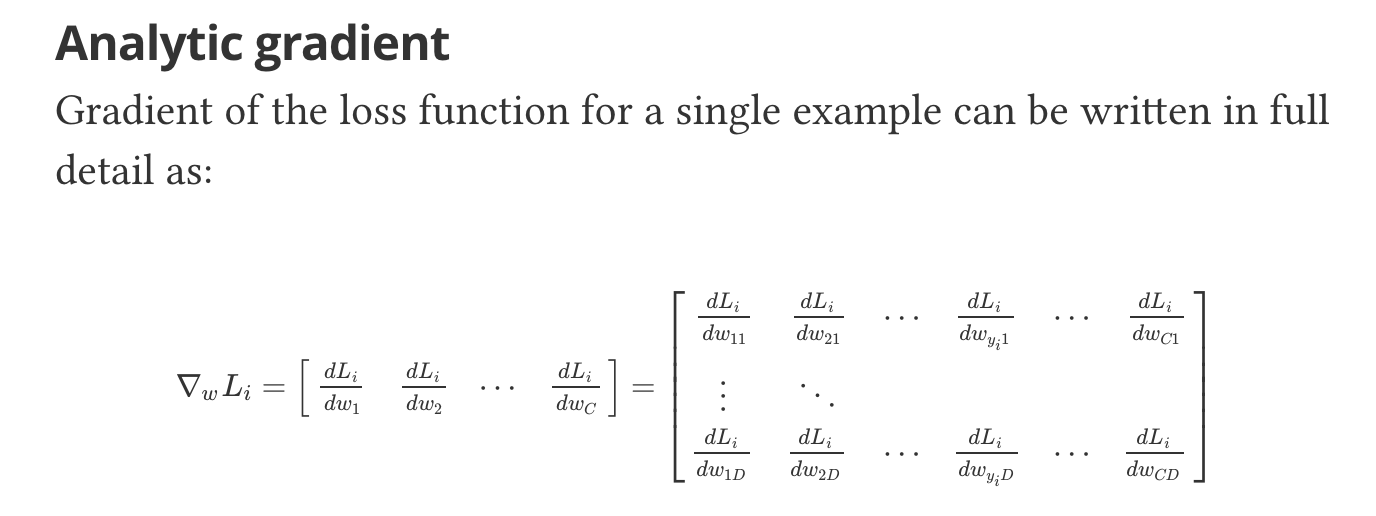 Analytic gradient
Gradient of the loss function for a single example can be written in full
detail as:
$\nabla_w L_i = \begin{bmatrix} \frac{dL_i}{dw_1} & \frac{dL_i}{dw_2} & \cdots & \frac{dL_i}{dw_C} \end{bmatrix} = \begin{bmatrix} \frac{dL_i}{dw_{11}} & \frac{dL_i}{dw_{21}} & \cdots & \frac{dL_i}{dw_{y_i1}} & \cdots & \frac{dL_i}{dw_{C1}} \\ \vdots & \ddots & & & & \\ \frac{dL_i}{dw_{1D}} & \frac{dL_i}{dw_{2D}} & \cdots & \frac{dL_i}{dw_{y_iD}} & \cdots & \frac{dL_i}{dw_{CD}} \end{bmatrix}$